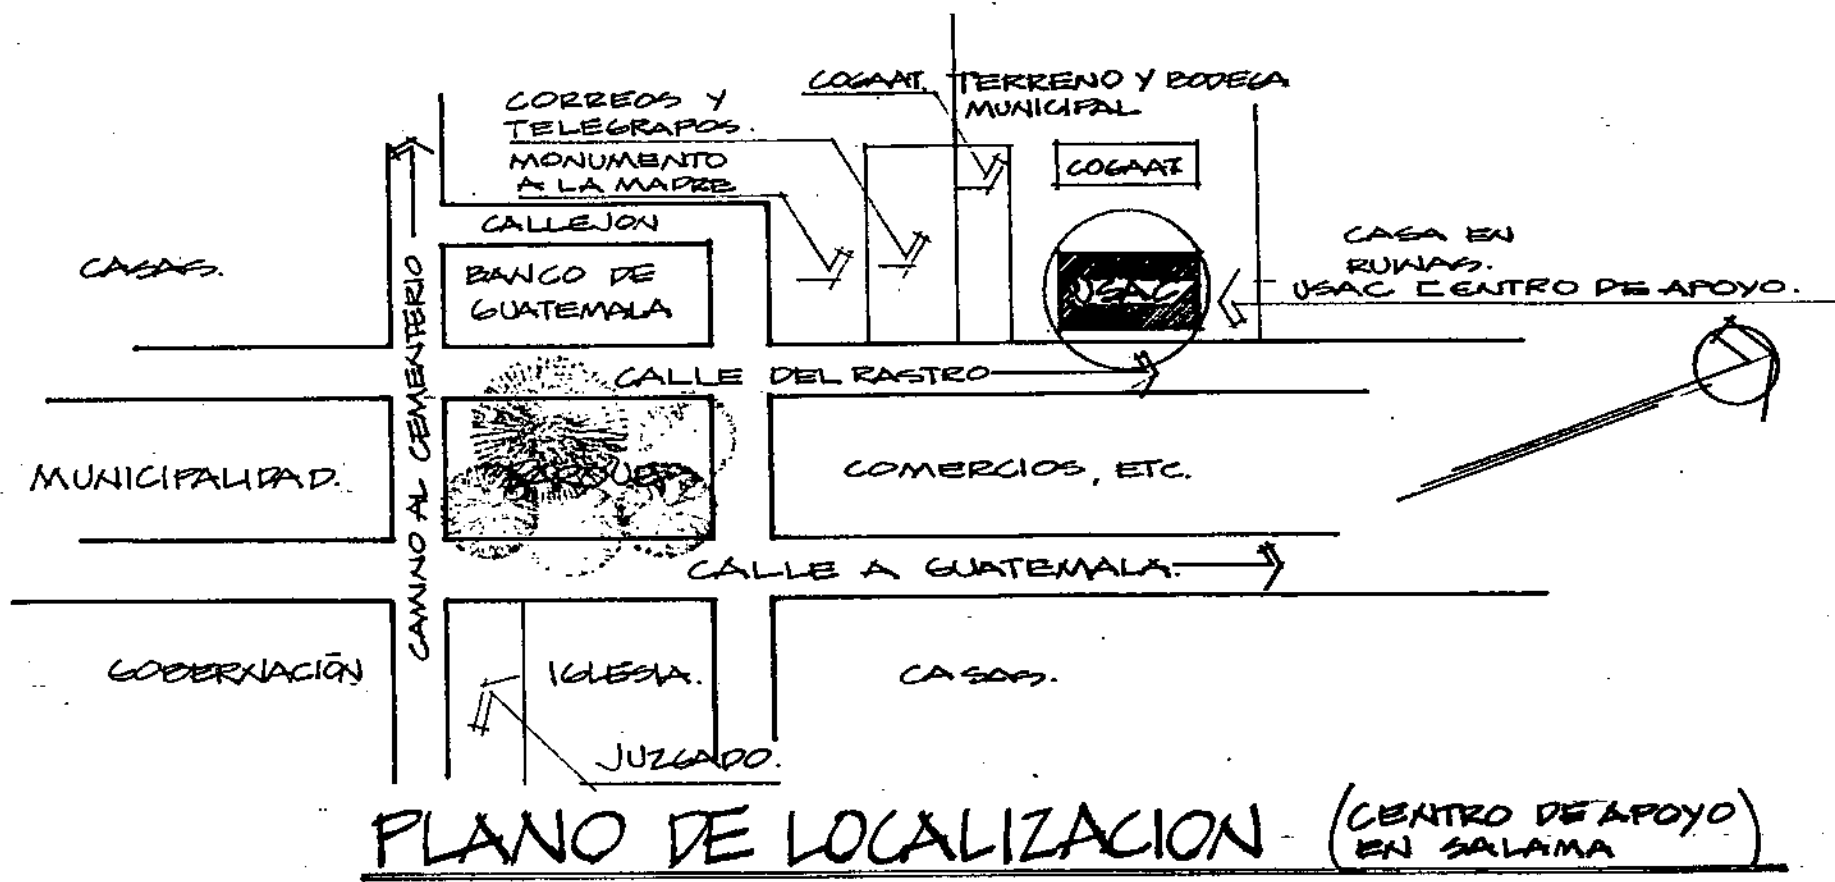 COGAAT.
TERRENO Y BODEGA
MUNICIPAL
CORREOS Y
TELEGRAFOS.
MONUMENTO
A LA MADRE
COGAAT
CALLEJON
CASAS.
BANCO DE
GUATEMALA
USAC
CASA EN
RUINAS.
USAC CENTRO DE APOYO.
CAMINO AL CEMENTERIO
CALLE DEL RASTRO
MUNICIPALIDAD.
PARQUE
COMERCIOS, ETC.
CALLE A GUATEMALA.
GOBERNACIÓN
IGLESIA.
CASAS.
JUZGADO.
PLANO DE LOCALIZACION
(CENTRO DE APOYO
EN SALAMA)